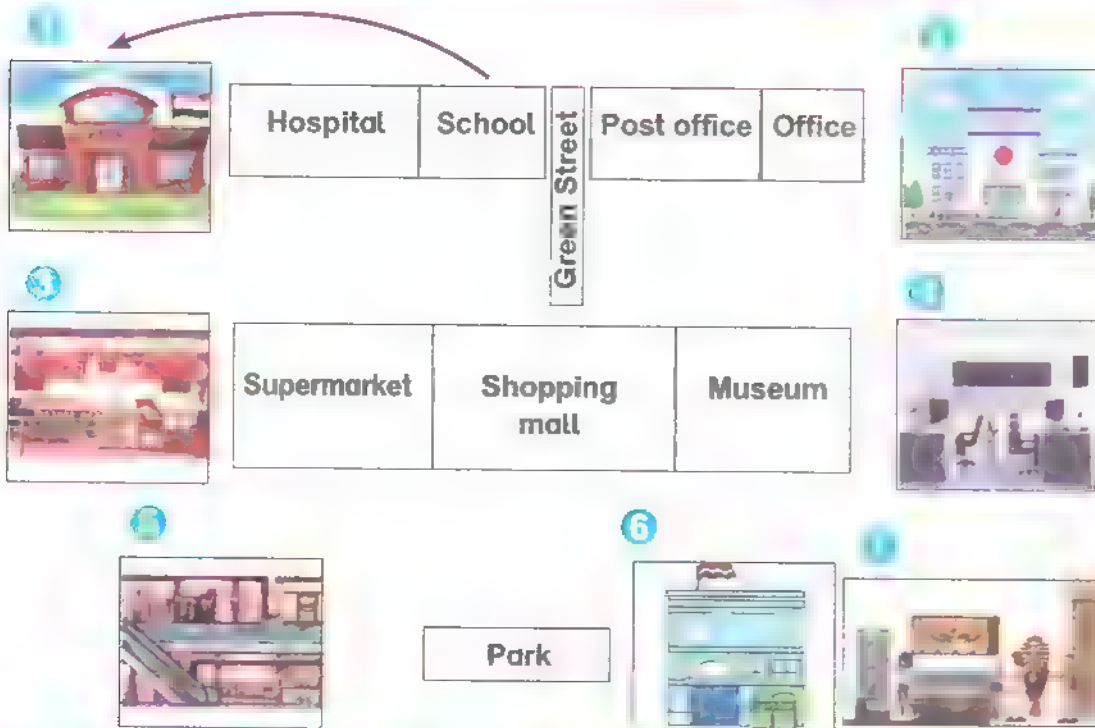 Hospital
School
Green Street
Post office
Office
Supermarket
Shopping
mall
Museum
6
Park